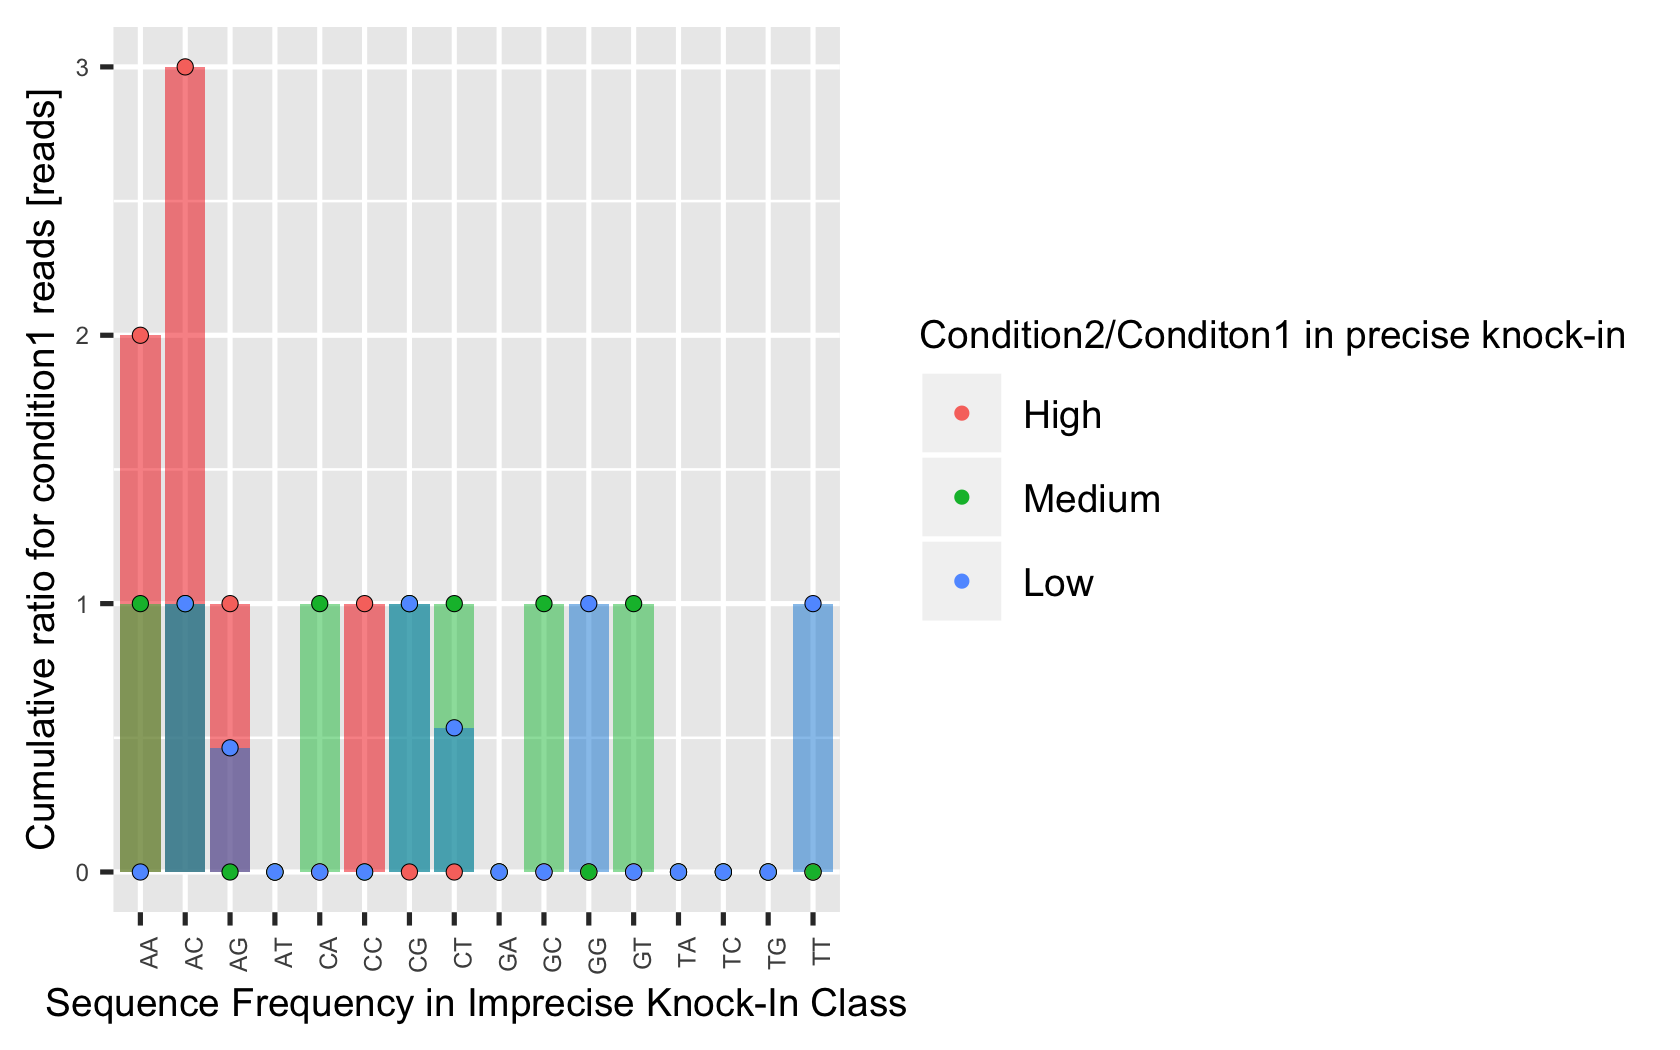 Cumulative ratio for condition1 reads [reads]
3
2
1
0
AA AC AG AT CA CC CG CT GA GC GG GT TA TC TG TT
Sequence Frequency in Imprecise Knock-In Class
Condition2/Conditon1 in precise knock-in
High
Medium
Low